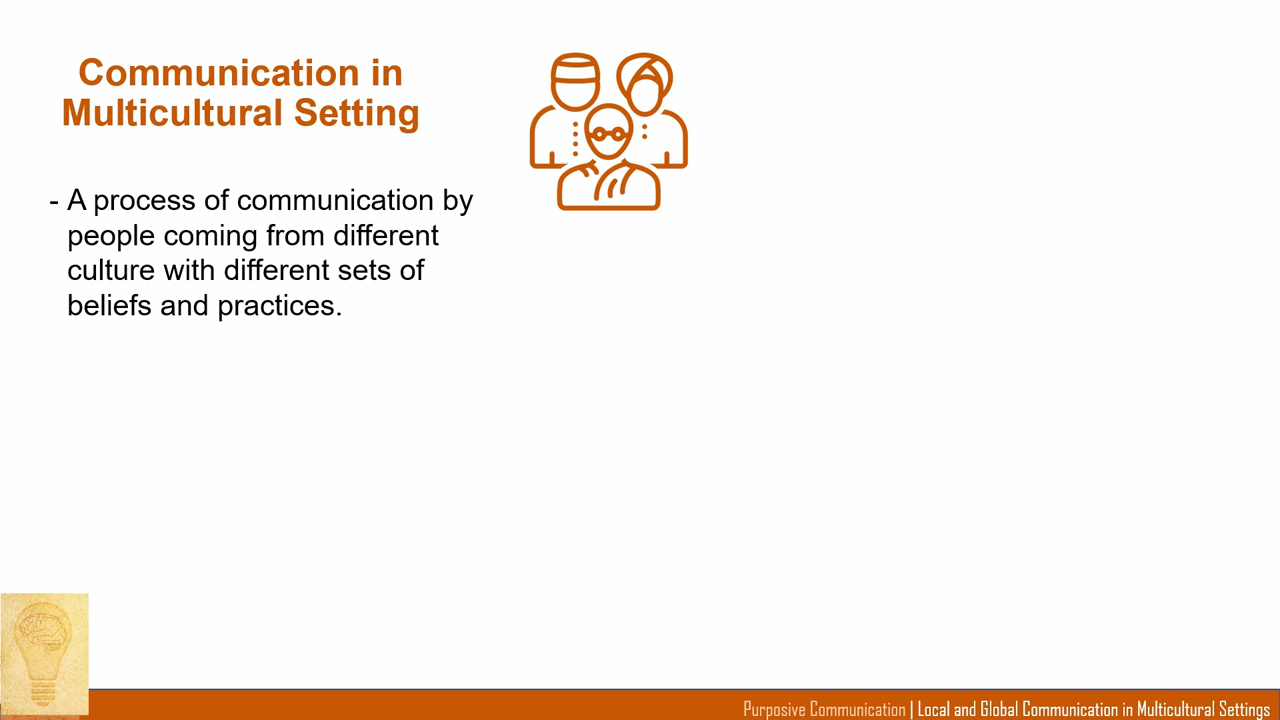 Communication in
Multicultural Setting
- A process of communication by
people coming from different
culture with different sets of
beliefs and practices.
Purposive Communication | Local and Global Communication in Multicultural Settings